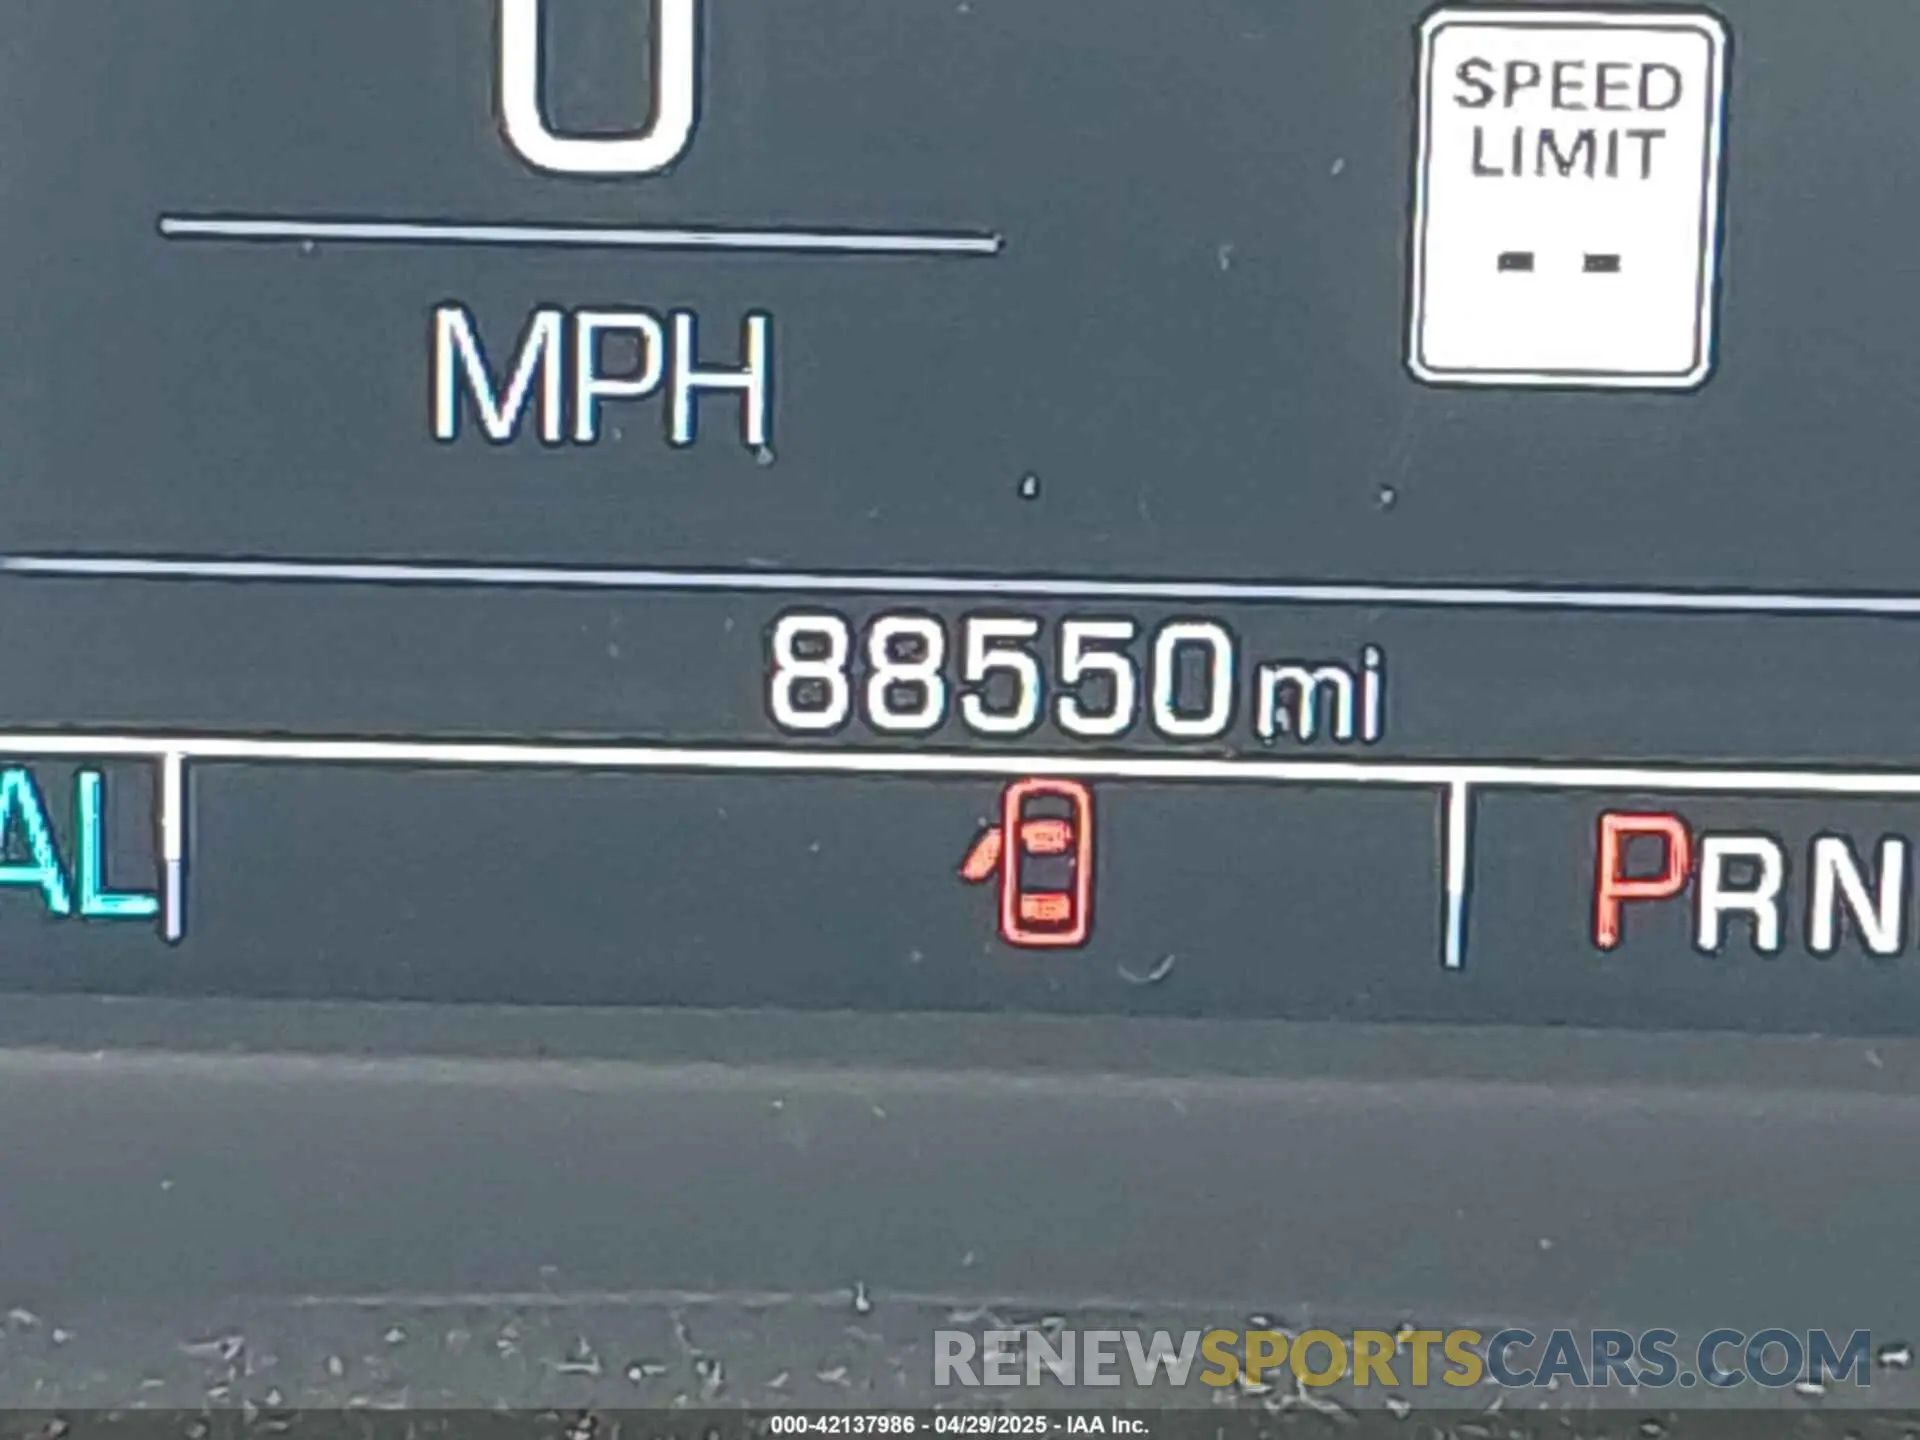 0
SPEED
LIMIT
- -
MPH
88550 mi
AL
PRN
RENEWSPORTSCARS.COM
000-42137986 - 04/29/2025 - IAA Inc.